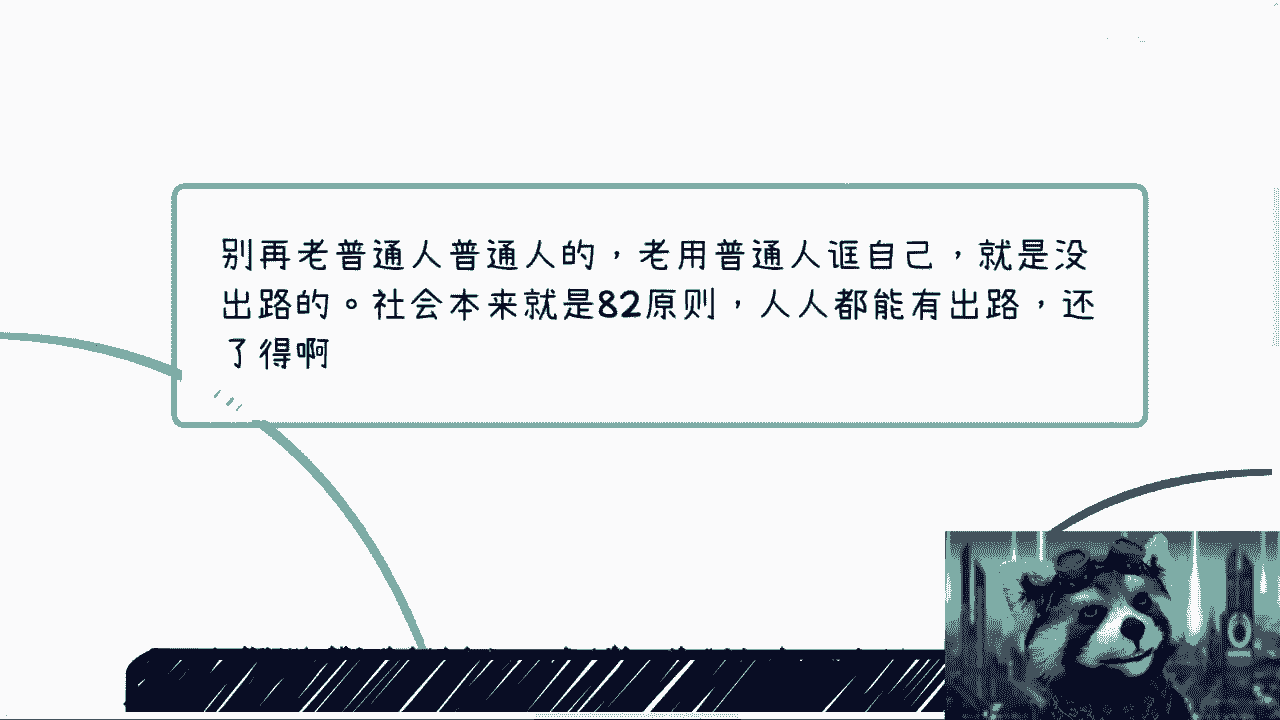 别再老普通人普通人的，老用普通人诓自己，就是没
出路的。社会本来就是82原则，人人都能有出路，还
了得啊